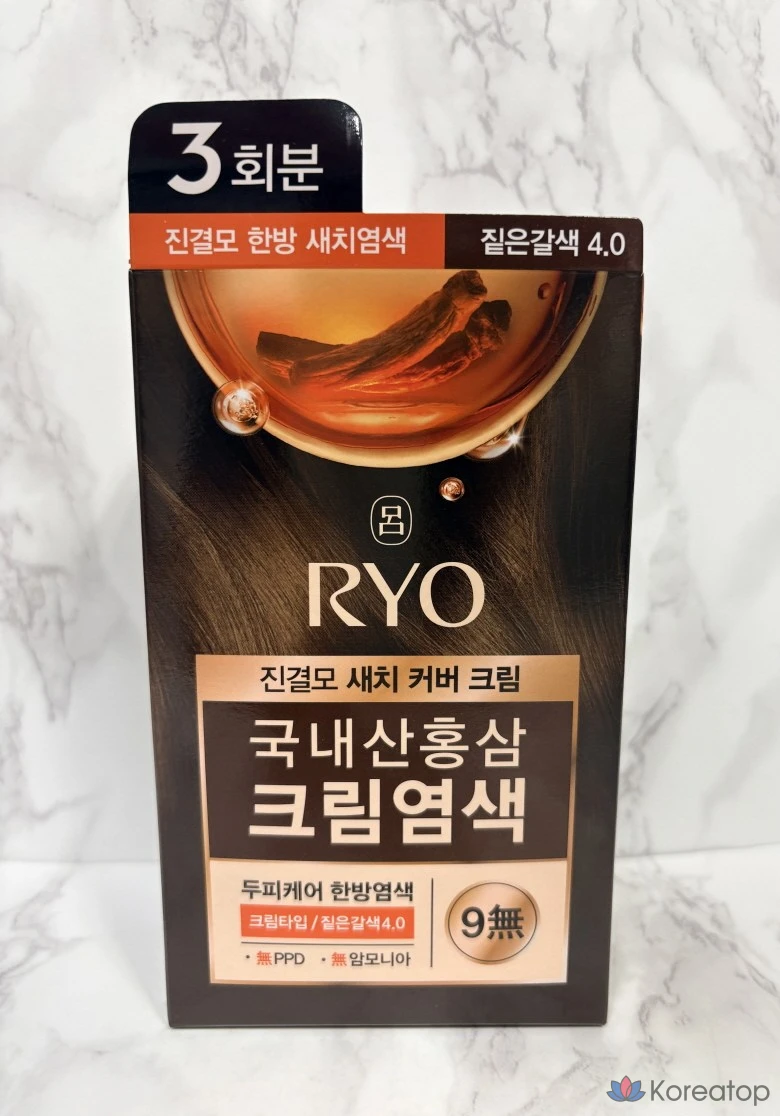 3회분
진결모 한방 새치염색
짙은갈색 4.0
呂
RYO
진결모 새치 커버 크림
국내산홍삼
크림염색
두피케어 한방염색
크림타입/짙은갈색4.0
・無PPD ・無암모니아
9無
Koreatop